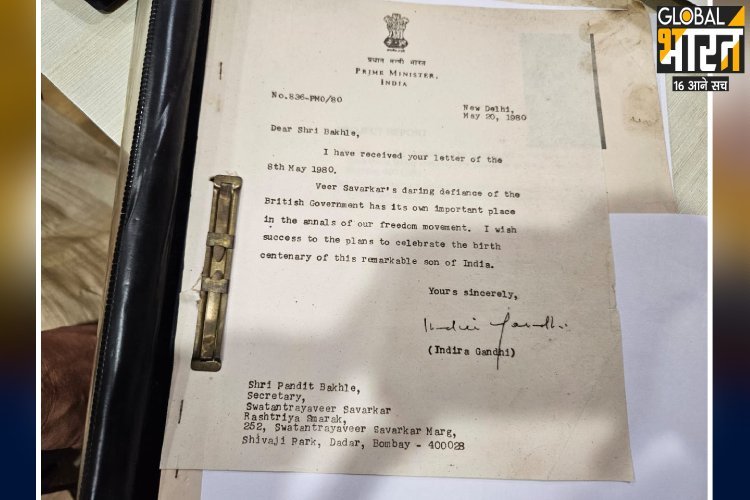 GLOBAL
भारत
16 आने सच
प्रधान मंत्री भारत
PRIME MINISTER,
INDIA
No.836-PMO/80
New Delhi,
May 20, 1980
Dear Shri Bakhle,
I have received your letter of the
8th May 1980.
Veer Savarkar's daring defiance of the
British Government has its own important place
in the annals of our freedom movement. I wish
success to the plans to celebrate the birth
centenary of this remarkable son of India.
Yours sincerely,
Indira Gandhi
(Indira Gandhi)
Shri Pandit Bakhle,
Secretary,
Swatantrayaveer Savarkar
Rashtriya Smarak,
252, Swatantrayaveer Savarkar Marg,
Shivaji Park, Dadar, Bombay - 400028